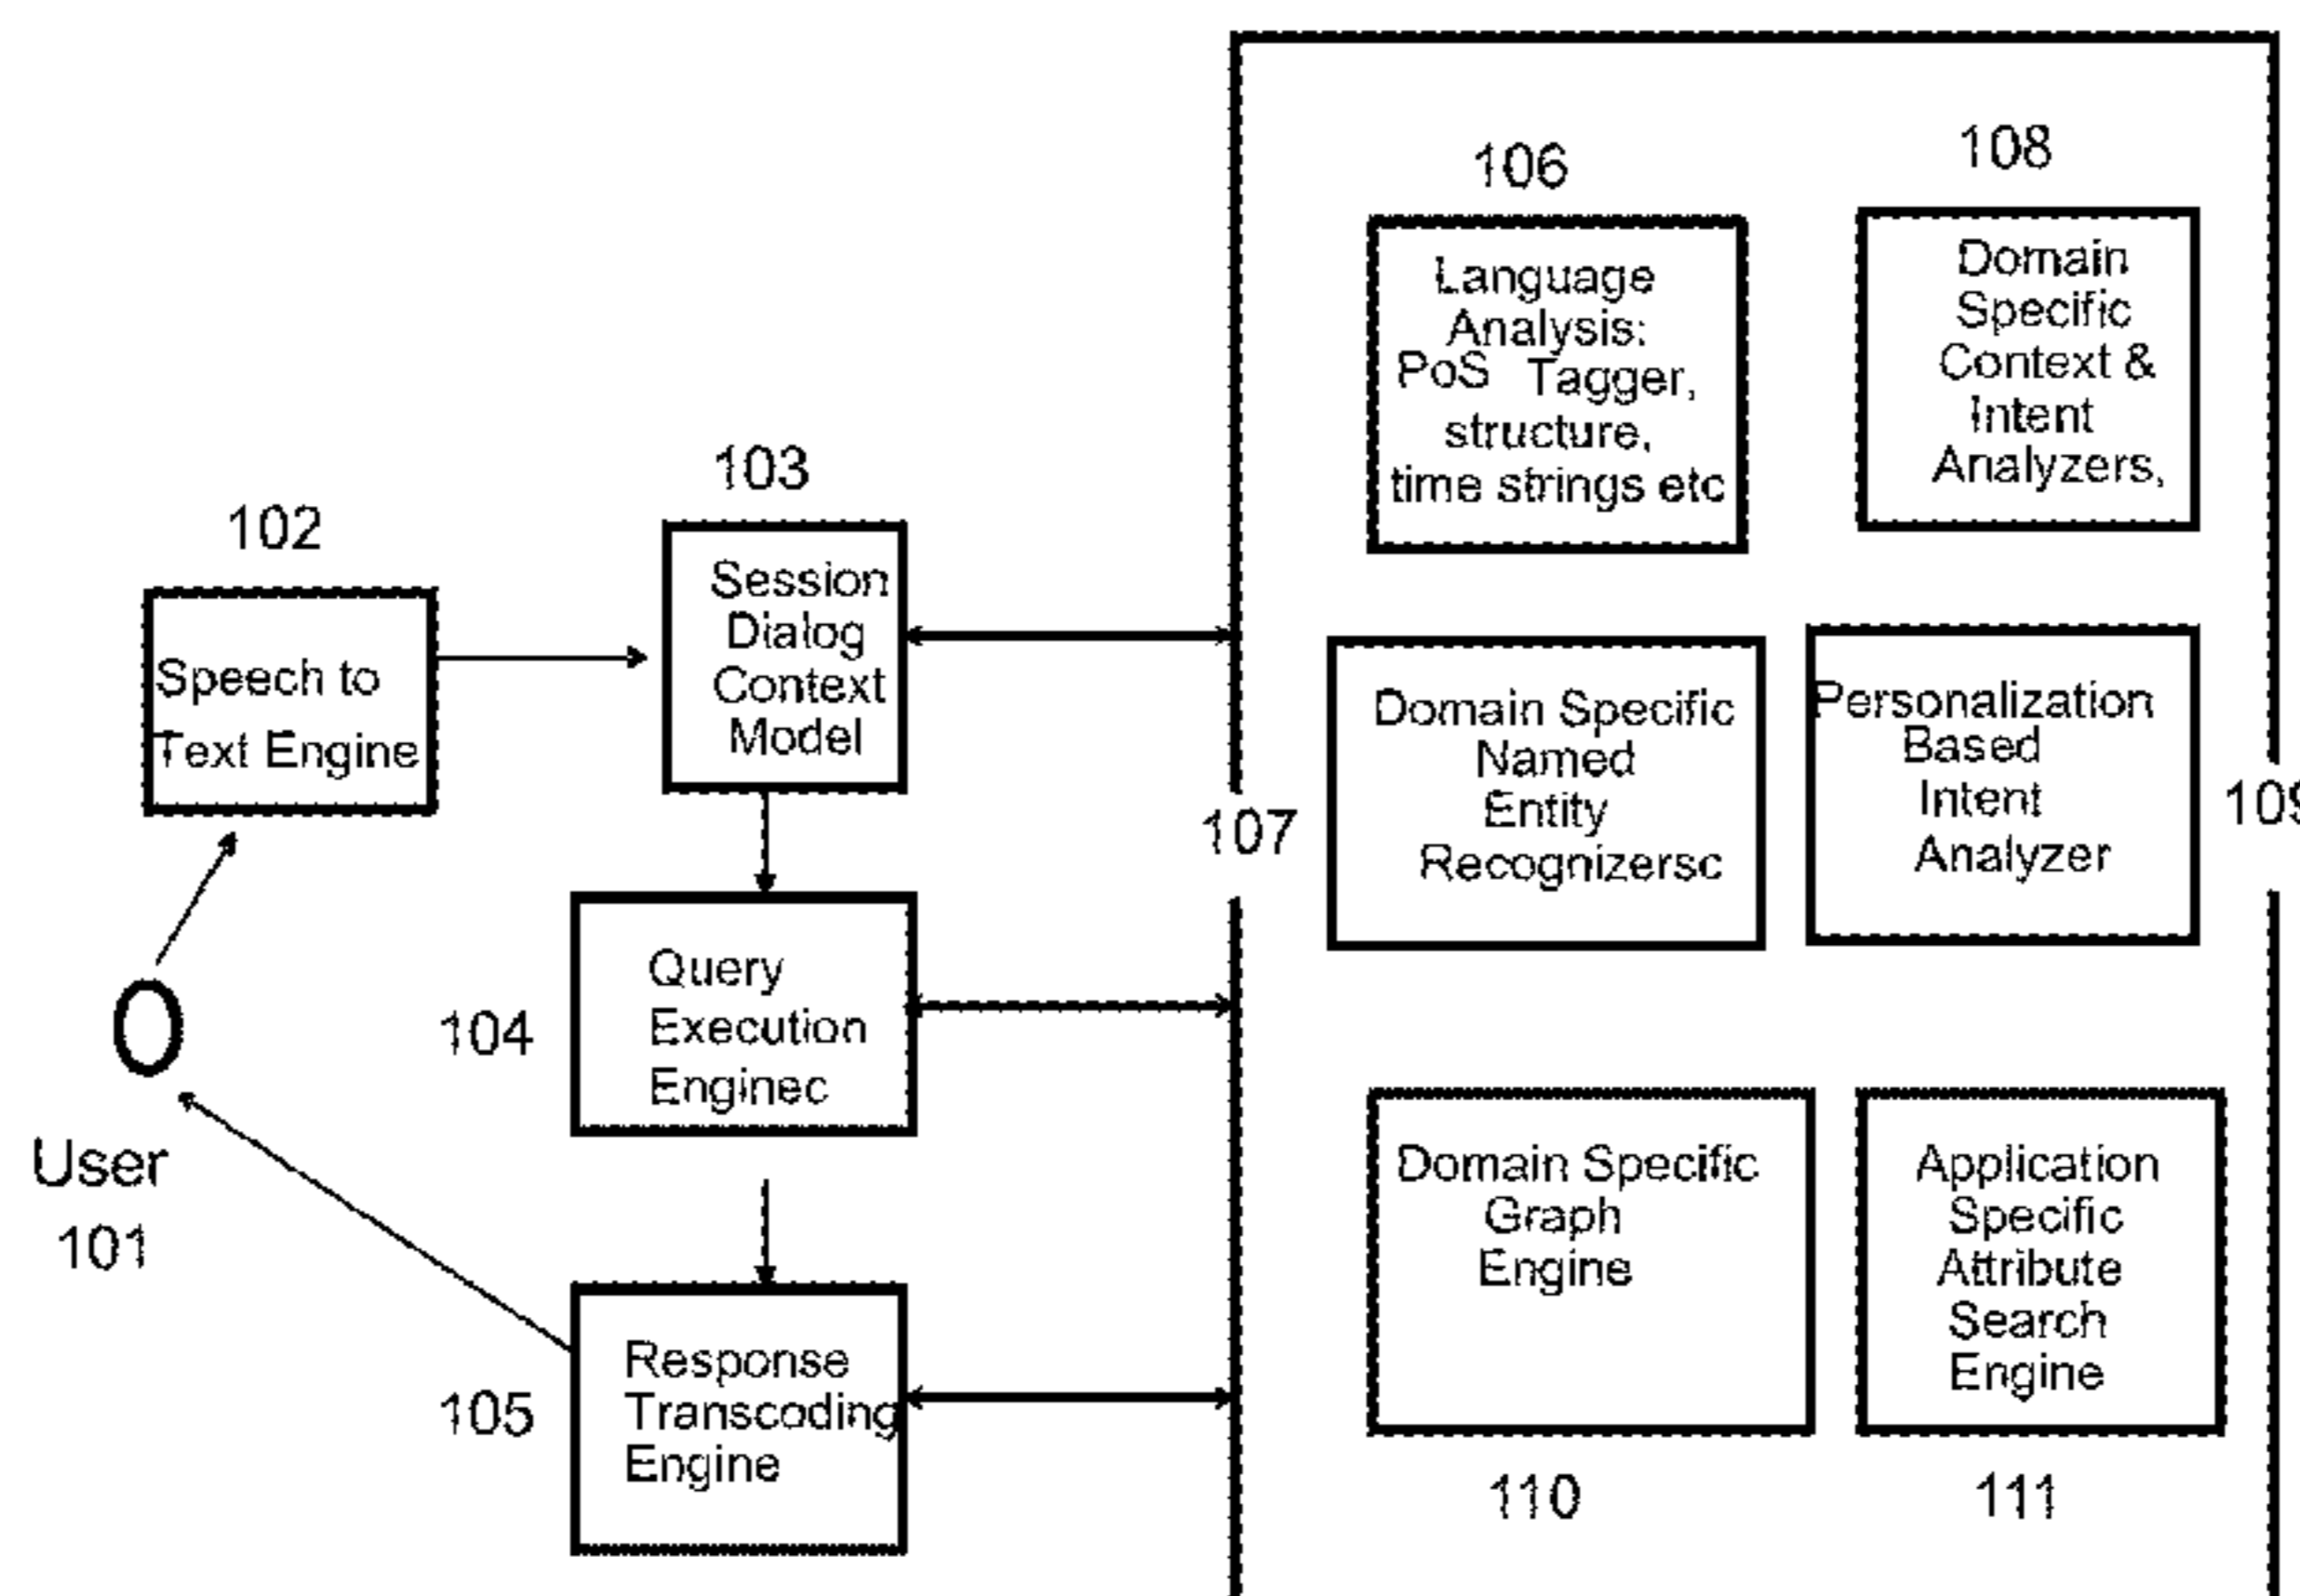 102
Speech to
Text Engine
User
101
103
Session
Dialog
Context
Model
104
Query
Execution
Enginec
105
Response
Transcoding
Engine
106
Language
Analysis:
PoS Tagger,
structure,
time strings etc
108
Domain
Specific
Context &
Intent
Analyzers,
107
Domain Specific
Named
Entity
Recognizersc
Personalization
Based
Intent
Analyzer
109
Domain Specific
Graph
Engine
110
Application
Specific
Attribute
Search
Engine
111